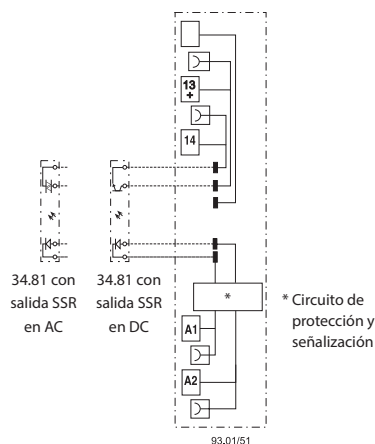 13
+
14
34.81 con
salida SSR
en AC
34.81 con
salida SSR
en DC
*
A1
A2
* Circuito de
protección y
señalización
93.01/51